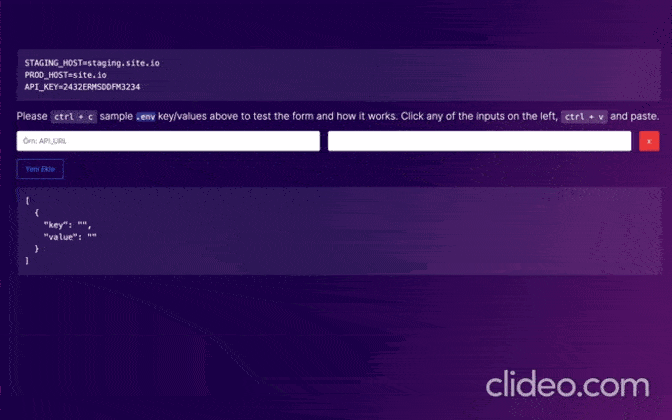 STAGING_HOST=staging.site.io
PROD_HOST=site.io
API_KEY=2432ERMSDDFM3234
Please ctrl + c sample .env key/values above to test the form and how it works. Click any of the inputs on the left, ctrl + v and paste.
Örn: API_URL
x
Yeni Ekle
[
{
"key": "",
"value": ""
}
]
clideo.com